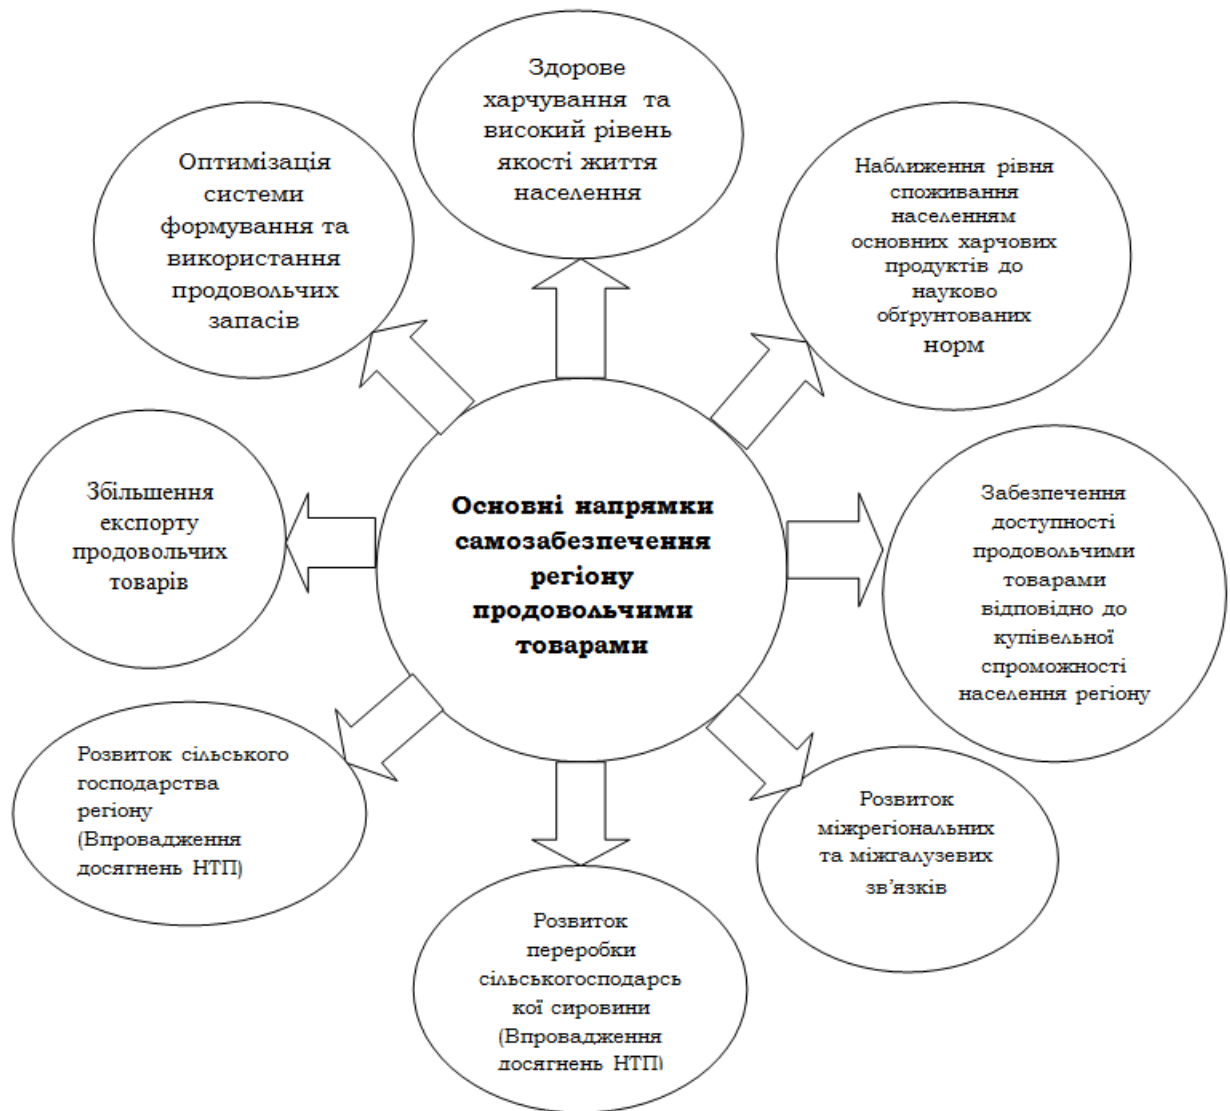 Здорове
харчування та
високий рівень
якості життя
населення
Оптимізація
системи
формування та
використання
продовольчих
запасів
Наближення рівня
споживання
населенням
основних харчових
продуктів до
науково
обґрунтованих
норм
Збільшення
експорту
продовольчих
товарів
Основні напрямки
самозабезпечення
регіону
продовольчими
товарами
Забезпечення
доступності
продовольчими
товарами
відповідно до
купівельної
спроможності
населення регіону
Розвиток сільського
господарства
регіону
(Впровадження
досягнень НТП)
Розвиток
міжрегіональних
та міжгалузевих
зв’язків
Розвиток
переробки
сільськогосподарсь
кої сировини
(Впровадження
досягнень НТП)